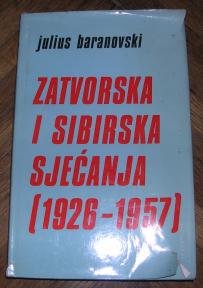 julius baranovski
ZATVORSKA
I SIBIRSKA
SJEĆANJA
(1926-1957)